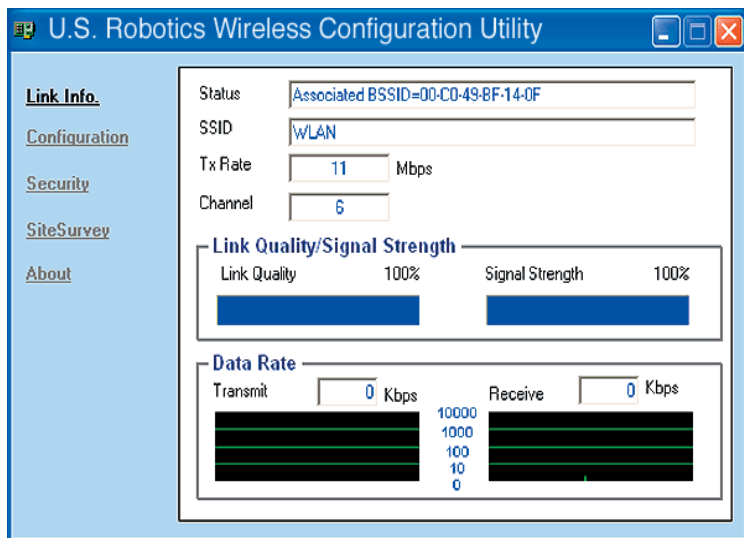 U.S. Robotics Wireless Configuration Utility
Link Info.
Configuration
Security
SiteSurvey
About
Status Associated BSSID=00-C0-49-BF-14-0F
SSID WLAN
Tx Rate 11 Mbps
Channel 6
Link Quality/Signal Strength
Link Quality 100% Signal Strength 100%
Data Rate
Transmit 0 Kbps Receive 0 Kbps
10000
1000
100
10
0